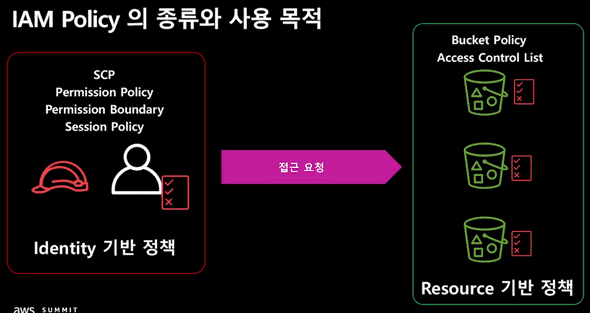 IAM Policy 의 종류와 사용 목적
SCP
Permission Policy
Permission Boundary
Session Policy
Identity 기반 정책
접근 요청
Bucket Policy
Access Control List
Resource 기반 정책
aws SUMMIT